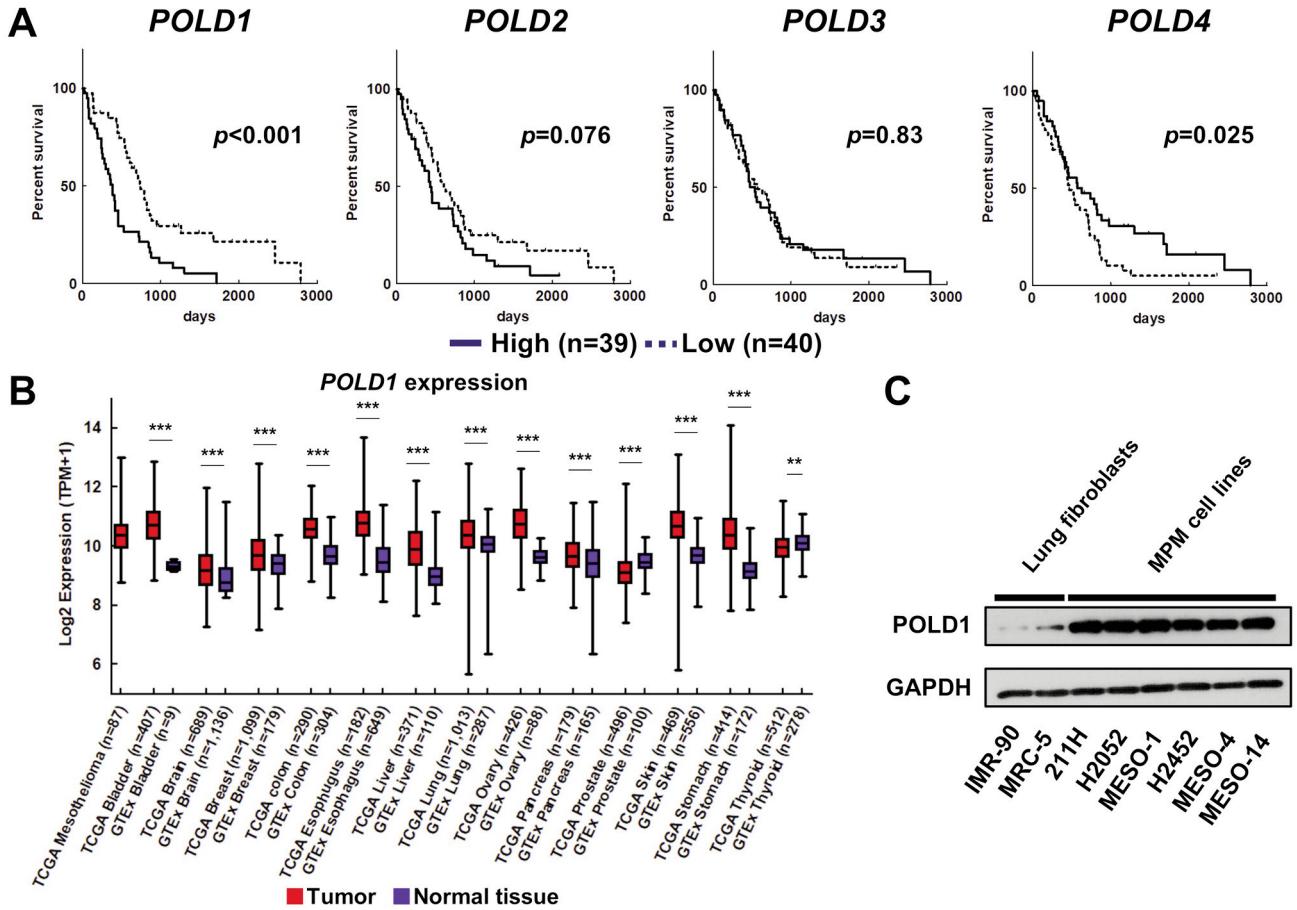 A
POLD1
POLD2
POLD3
POLD4
Percent survival
100
50
0
p<0.001
0
1000
2000
3000
days
Percent survival
100
50
0
p=0.076
0
1000
2000
3000
days
Percent survival
100
50
0
p=0.83
0
1000
2000
3000
days
Percent survival
100
50
0
p=0.025
0
1000
2000
3000
days
High (n=39)
Low (n=40)
B
POLD1 expression
Log2 Expression (TPM+1)
14
12
10
8
6
***
***
***
***
***
***
***
***
***
***
***
***
**
TCGA Mesothelioma (n=87)
TCGA Bladder (n=407)
GTEx Bladder (n=9)
TCGA Brain (n=689)
GTEx Brain (n=1,136)
TCGA Breast (n=1,099)
GTEx Breast (n=179)
TCGA colon (n=290)
GTEx Colon (n=304)
TCGA Esophugus (n=182)
GTEx Esophagus (n=649)
TCGA Liver (n=371)
GTEx Liver (n=110)
TCGA Lung (n=1,013)
GTEx Lung (n=287)
TCGA Ovary (n=426)
GTEx Ovary (n=88)
TCGA Pancreas (n=179)
GTEx Pancreas (n=165)
TCGA Prostate (n=496)
GTEx Prostate (n=100)
TCGA Skin (n=469)
GTEx Skin (n=556)
TCGA Stomach (n=414)
GTEx Stomach (n=172)
TCGA Thyroid (n=512)
GTEx Thyroid (n=278)
Tumor
Normal tissue
C
Lung fibroblasts
MPM cell lines
POLD1
GAPDH
IMR-90
MRC-5
211H
H2052
MESO-1
H2452
MESO-4
MESO-14